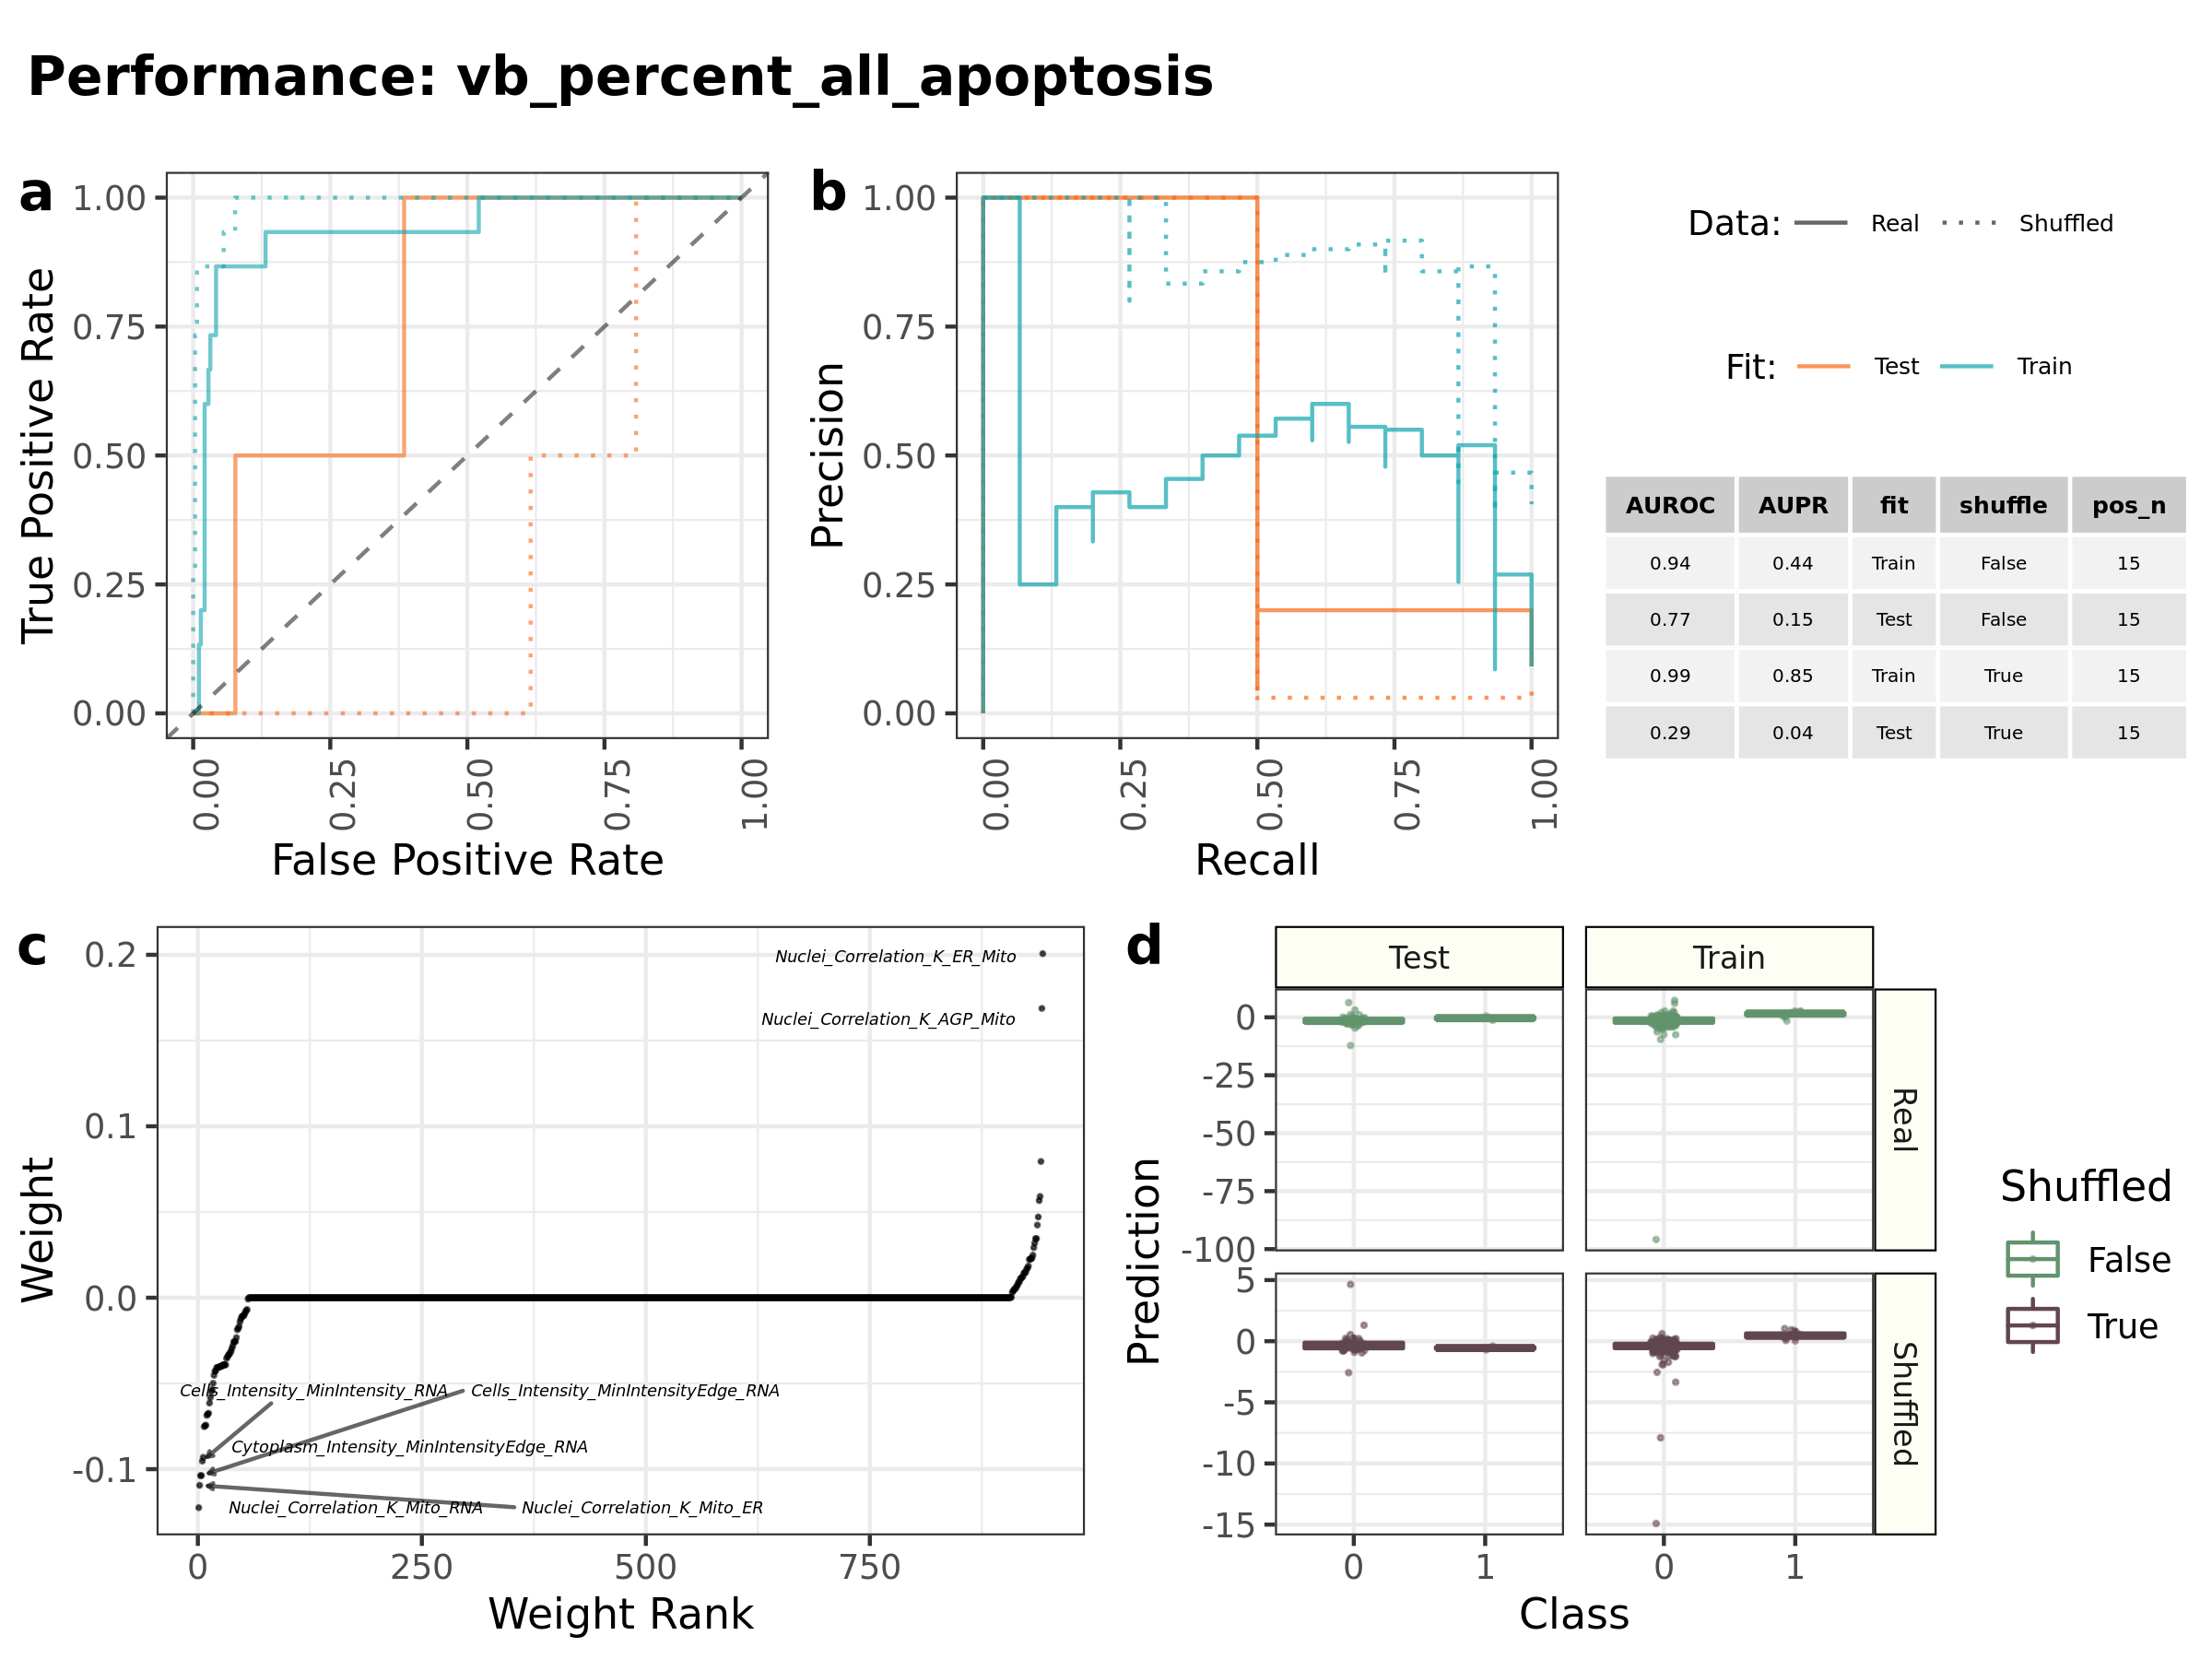 Performance: vb_percent_all_apoptosis
a
1.00
0.75
0.50
0.25
0.00
True Positive Rate
0.00
0.25
0.50
0.75
1.00
False Positive Rate
b
1.00
0.75
0.50
0.25
0.00
Precision
0.00
0.25
0.50
0.75
1.00
Recall
Data: Real Shuffled
Fit: Test Train
AUROC AUPR fit shuffle pos_n
0.94 0.44 Train False 15
0.77 0.15 Test False 15
0.99 0.85 Train True 15
0.29 0.04 Test True 15
c
0.2
0.1
0.0
-0.1
Weight
Nuclei_Correlation_K_ER_Mito
Nuclei_Correlation_K_AGP_Mito
Cells_Intensity_MinIntensity_RNA
Cells_Intensity_MinIntensityEdge_RNA
Cytoplasm_Intensity_MinIntensityEdge_RNA
Nuclei_Correlation_K_Mito_RNA
Nuclei_Correlation_K_Mito_ER
0
250
500
750
Weight Rank
d
Test
Train
0
-25
-50
-75
-100
Real
5
0
-5
-10
-15
Shuffled
Prediction
0
1
0
1
Class
Shuffled
False
True